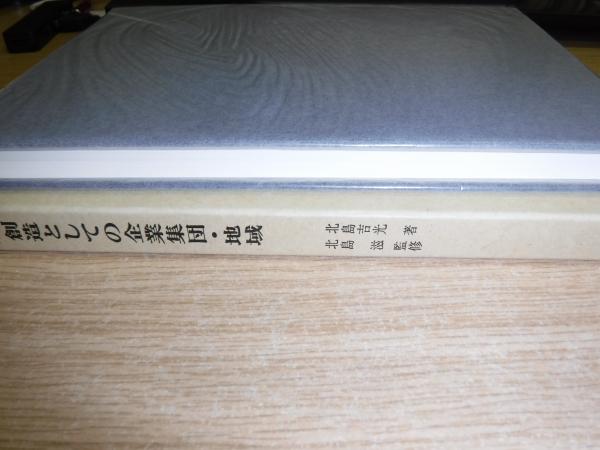 創造としての企業集団・地域
北島吉光 著
北島 滋 監修